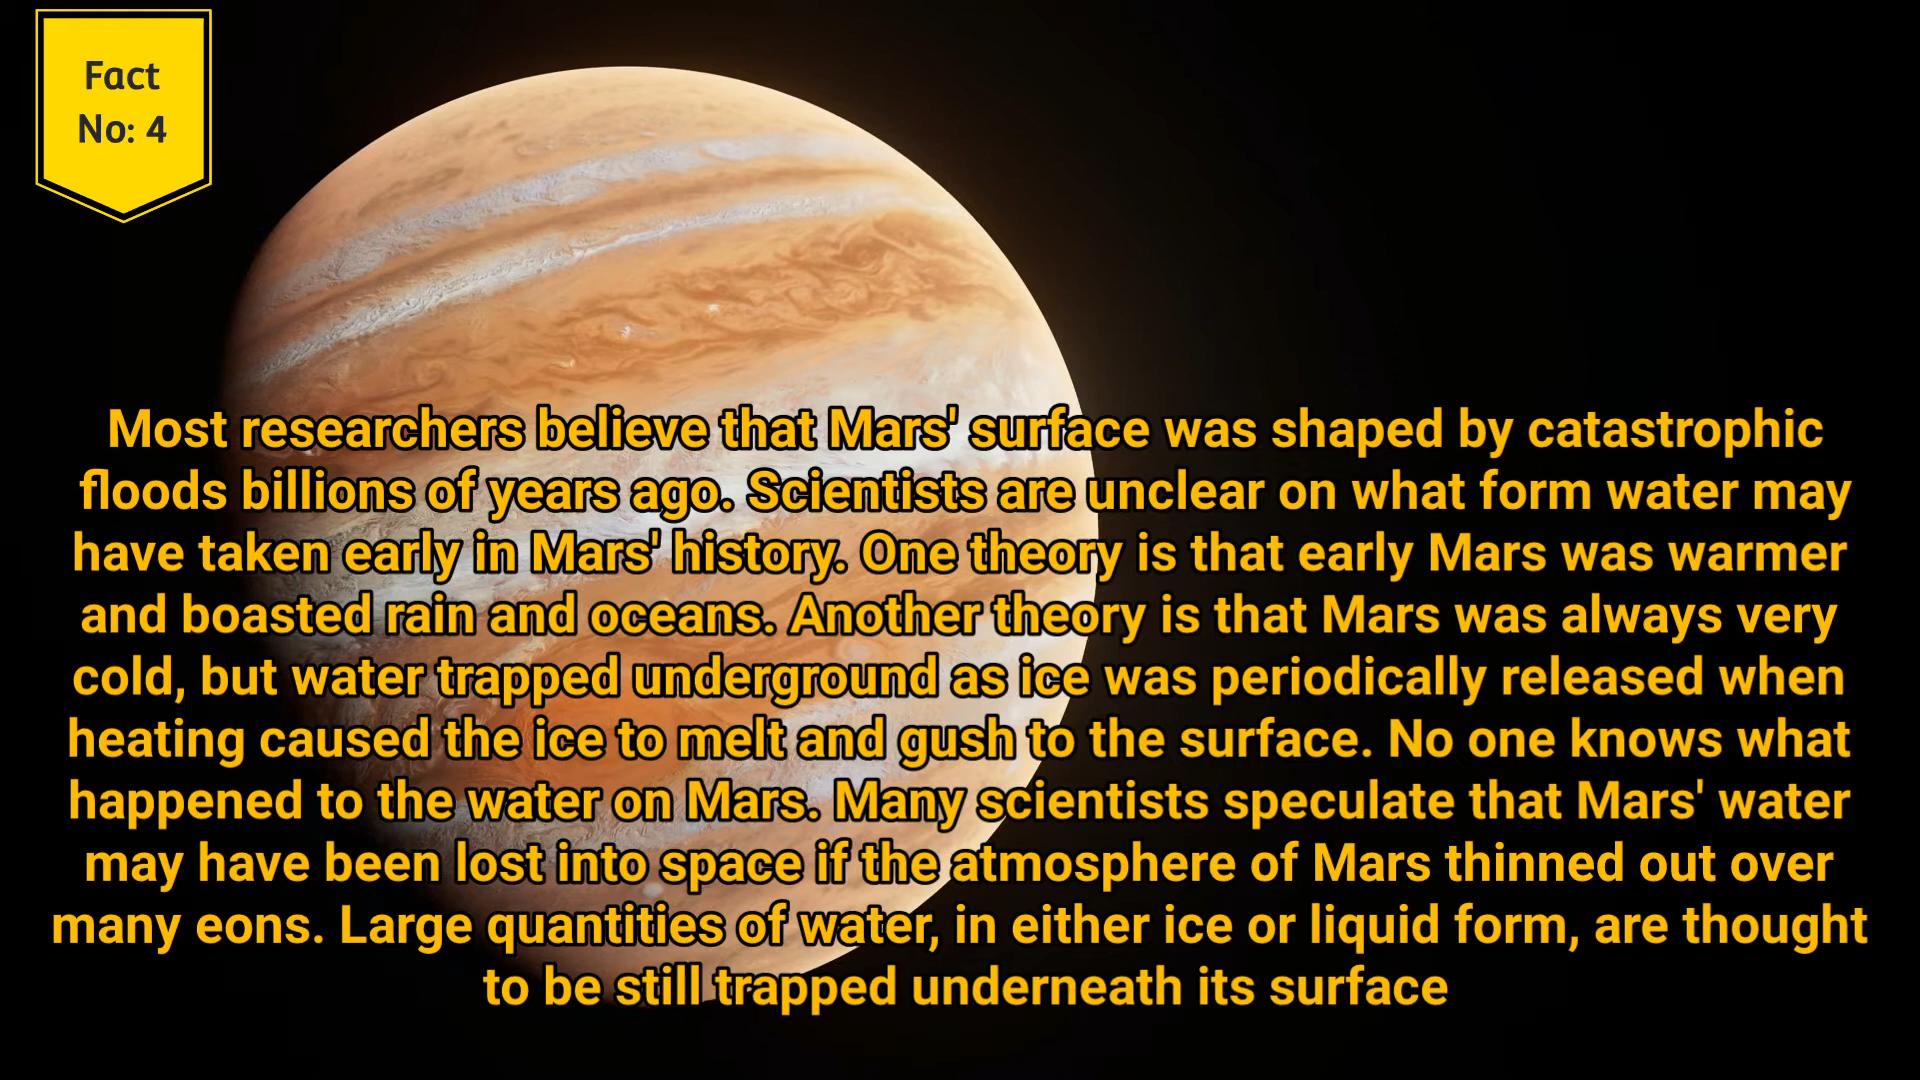 Fact
No: 4
Most researchers believe that Mars' surface was shaped by catastrophic
floods billions of years ago. Scientists are unclear on what form water may
have taken early in Mars' history. One theory is that early Mars was warmer
and boasted rain and oceans. Another theory is that Mars was always very
cold, but water trapped underground as ice was periodically released when
heating caused the ice to melt and gush to the surface. No one knows what
happened to the water on Mars. Many scientists speculate that Mars' water
may have been lost into space if the atmosphere of Mars thinned out over
many eons. Large quantities of water, in either ice or liquid form, are thought
to be still trapped underneath its surface